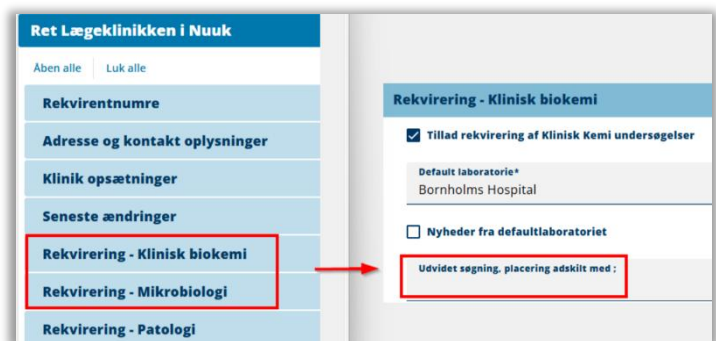 Ret Lægeklinikken i Nuuk
Åben alle Luk alle
Rekvirentnumre
Adresse og kontakt oplysninger
Klinik opsætninger
Seneste ændringer
Rekvirering - Klinisk biokemi
Rekvirering - Mikrobiologi
Rekvirering - Patologi
Rekvirering - Klinisk biokemi
Tillad rekvirering af Klinisk Kemi undersøgelser
Default laboratorie*
Bornholms Hospital
Nyheder fra defaultlaboratoriet
Udvidet søgning, placering adskilt med ;